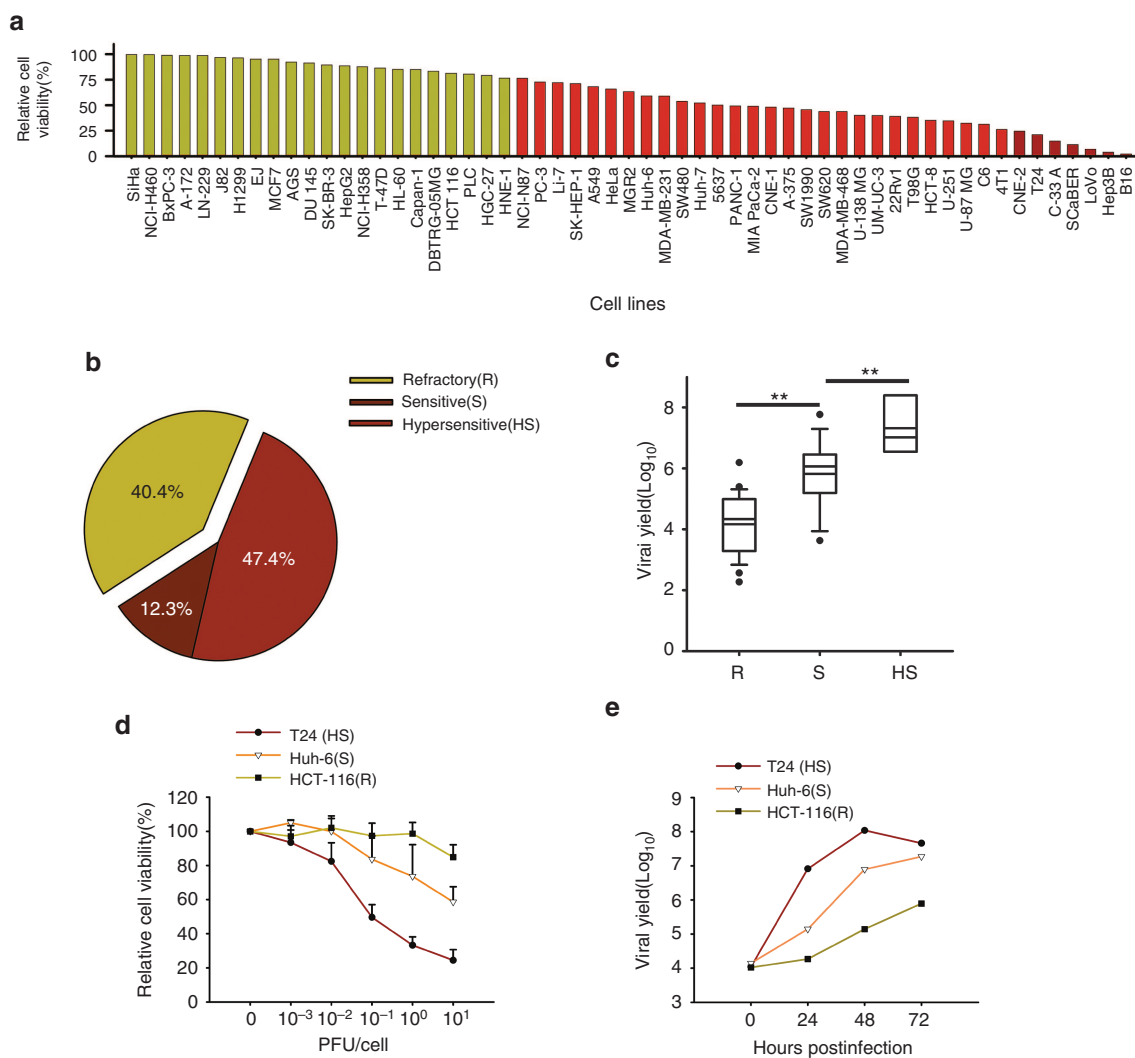 a
Relative cell
viability(%)
100
75
50
25
0
SiHa
NCI-H460
BxPC-3
A-172
LN-229
J82
H1299
EJ
MCF7
AGS
DU 145
SK-BR-3
HepG2
NCI-H358
T-47D
HL-60
Capan-1
DBTRG-05MG
HCT 116
PLC
HGC-27
HNE-1
NCI-N87
PC-3
Li-7
SK-HEP-1
A549
HeLa
MGR2
Huh-6
MDA-MB-231
SW480
Huh-7
5637
PANC-1
MIA PaCa-2
CNE-1
A-375
SW1990
SW620
MDA-MB-468
U-138 MG
UM-UC-3
22Rv1
T98G
HCT-8
U-251
U-87 MG
C6
4T1
CNE-2
T24
C-33 A
SCaBER
LoVo
Hep3B
B16
Cell lines
b
Refractory(R)
Sensitive(S)
Hypersensitive(HS)
40.4%
47.4%
12.3%
c
Virai yield(Log10)
8
6
4
2
0
**
**
R
S
HS
d
T24 (HS)
Huh-6(S)
HCT-116(R)
Relative cell viability(%)
120
100
80
60
40
20
0
0
10–3
10–2
10–1
100
101
PFU/cell
e
T24 (HS)
Huh-6(S)
HCT-116(R)
Viral yield(Log10)
9
8
7
6
5
4
3
0
24
48
72
Hours postinfection